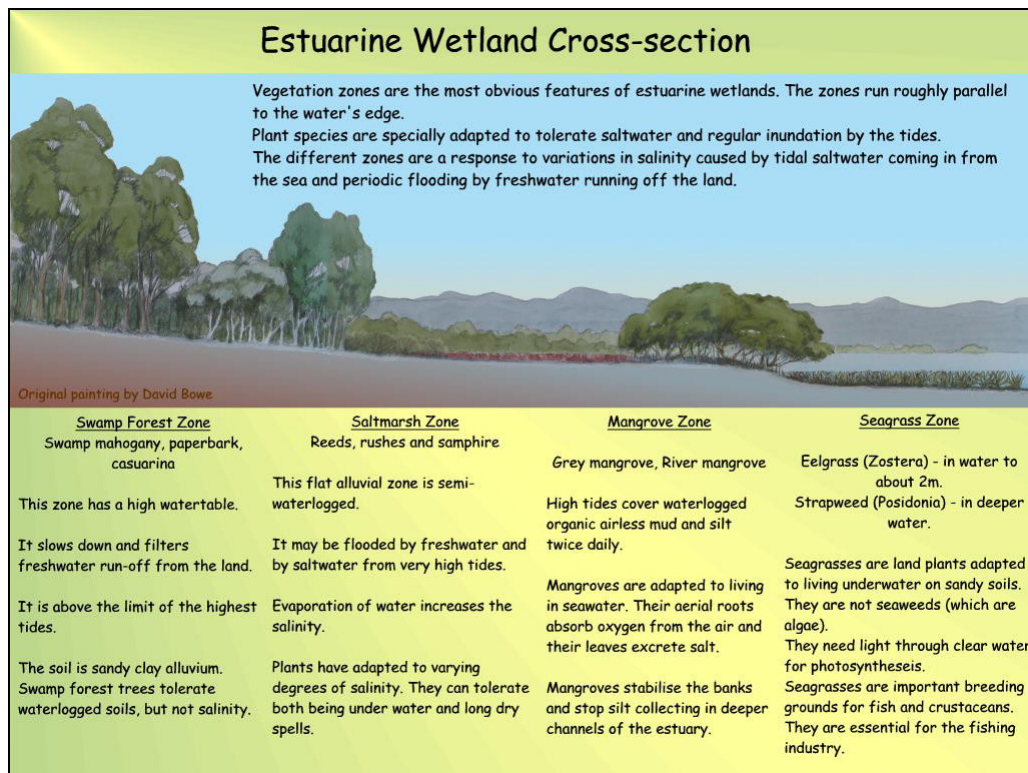 Estuarine Wetland Cross-section
Vegetation zones are the most obvious features of estuarine wetlands. The zones run roughly parallel
to the water's edge.
Plant species are specially adapted to tolerate saltwater and regular inundation by the tides.
The different zones are a response to variations in salinity caused by tidal saltwater coming in from
the sea and periodic flooding by freshwater running off the land.
Original painting by David Bowe
Swamp Forest Zone
Swamp mahogany, paperbark,
casuarina
This zone has a high watertable.
It slows down and filters
freshwater run-off from the land.
It is above the limit of the highest
tides.
The soil is sandy clay alluvium.
Swamp forest trees tolerate
waterlogged soils, but not salinity.
Saltmarsh Zone
Reeds, rushes and samphire
This flat alluvial zone is semi-
waterlogged.
It may be flooded by freshwater and
by saltwater from very high tides.
Evaporation of water increases the
salinity.
Plants have adapted to varying
degrees of salinity. They can tolerate
both being under water and long dry
spells.
Mangrove Zone
Grey mangrove, River mangrove
High tides cover waterlogged
organic airless mud and silt
twice daily.
Mangroves are adapted to living
in seawater. Their aerial roots
absorb oxygen from the air and
their leaves excrete salt.
Mangroves stabilise the banks
and stop silt collecting in deeper
channels of the estuary.
Seagrass Zone
Eelgrass (Zostera) - in water to
about 2m.
Strapweed (Posidonia) - in deeper
water.
Seagrasses are land plants adapted
to living underwater on sandy soils.
They are not seaweeds (which are
algae).
They need light through clear water
for photosyntheseis.
Seagrasses are important breeding
grounds for fish and crustaceans.
They are essential for the fishing
industry.